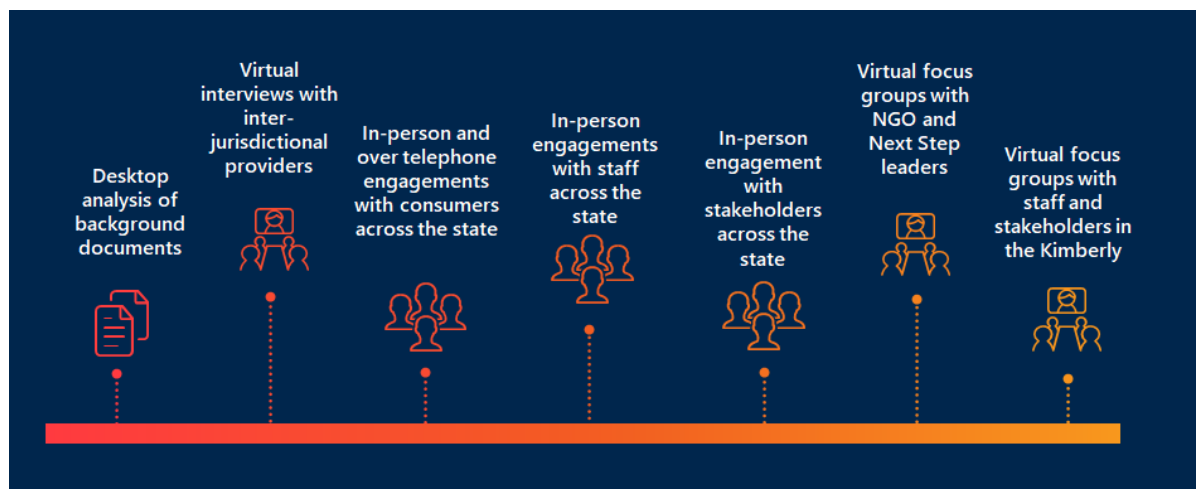 Desktop
analysis of
background
documents
Virtual
interviews with
inter-
jurisdictional
providers
In-person and
over telephone
engagements
with consumers
across the state
In-person
engagements
with staff
across the
state
In-person
engagement
with
stakeholders
across the
state
Virtual focus
groups with
NGO and
Next Step
leaders
Virtual focus
groups with
staff and
stakeholders in
the Kimberly